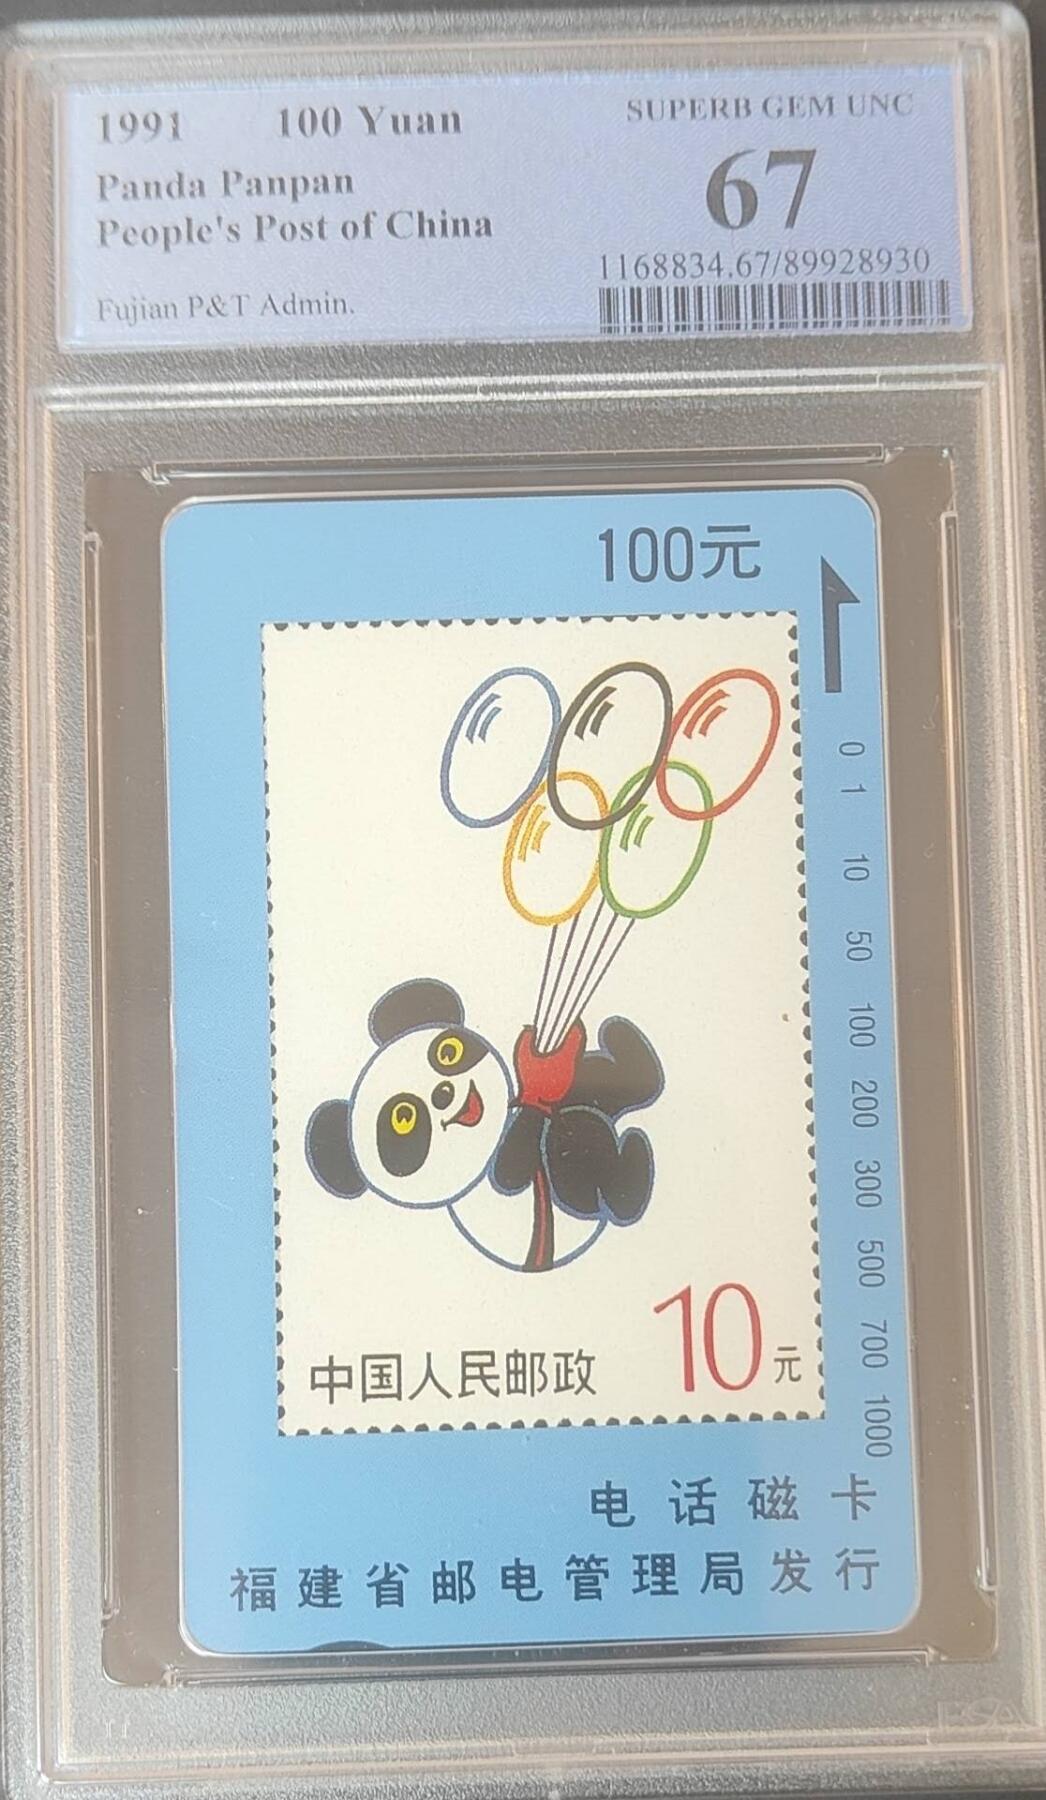 1991 100 Yuan
SUPERB GEM UNC
Panda Panpan
67
People's Post of China
1168834.67/89928930
Fujian P&T Admin.
100元
0
1
10
50
100
200
300
500
700
1000
10元
中国人民邮政
电话磁卡
福建省邮电管理局发行